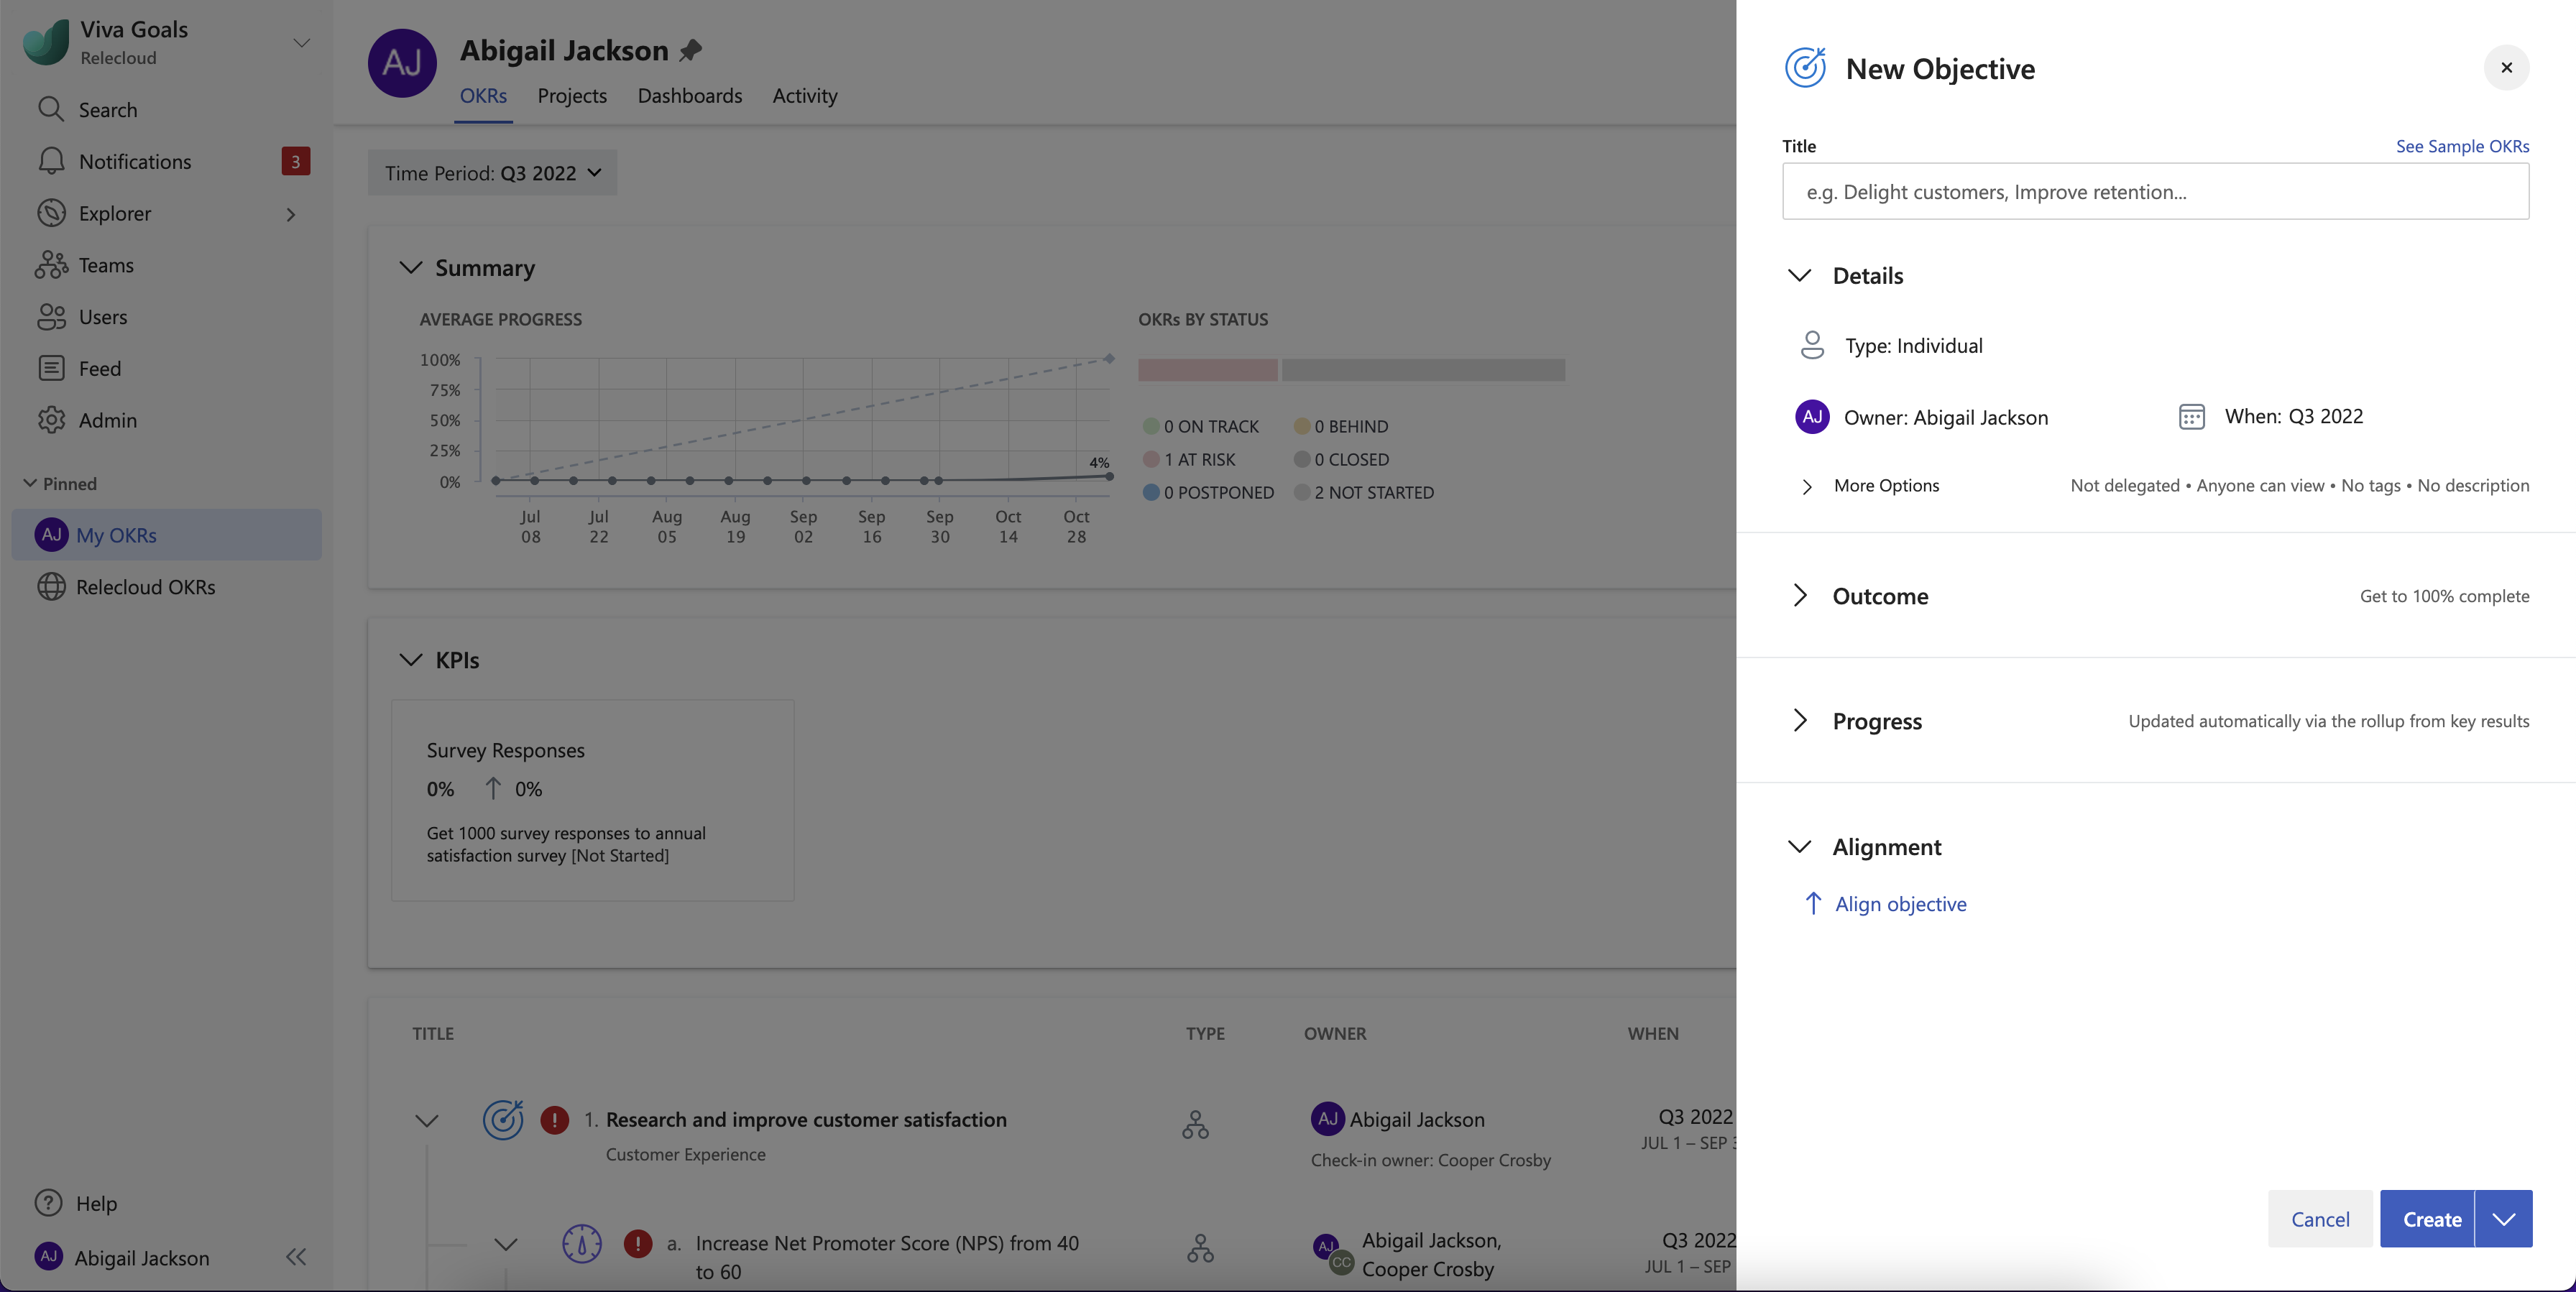 Viva Goals
Relecloud
Search
Notifications 3
Explorer
Teams
Users
Feed
Admin
Pinned
AJ My OKRs
Relecloud OKRs
Help
AJ Abigail Jackson
AJ Abigail Jackson
OKRs Projects Dashboards Activity
Time Period: Q3 2022
Summary
AVERAGE PROGRESS
100%
75%
50%
25%
0%
4%
Jul 08 Jul 22 Aug 05 Aug 19 Sep 02 Sep 16 Sep 30 Oct 14 Oct 28
OKRs BY STATUS
0 ON TRACK 0 BEHIND
1 AT RISK 0 CLOSED
0 POSTPONED 2 NOT STARTED
KPIs
Survey Responses
0% 0%
Get 1000 survey responses to annual
satisfaction survey [Not Started]
TITLE TYPE OWNER WHEN
1. Research and improve customer satisfaction AJ Abigail Jackson Q3 2022
Customer Experience Check-in owner: Cooper Crosby JUL 1 – SEP
a. Increase Net Promoter Score (NPS) from 40 AJ Abigail Jackson, Q3 2022
to 60 CC Cooper Crosby JUL 1 – SEP
New Objective
Title See Sample OKRs
e.g. Delight customers, Improve retention...
Details
Type: Individual
AJ Owner: Abigail Jackson When: Q3 2022
More Options Not delegated • Anyone can view • No tags • No description
Outcome Get to 100% complete
Progress Updated automatically via the rollup from key results
Alignment
Align objective
Cancel Create